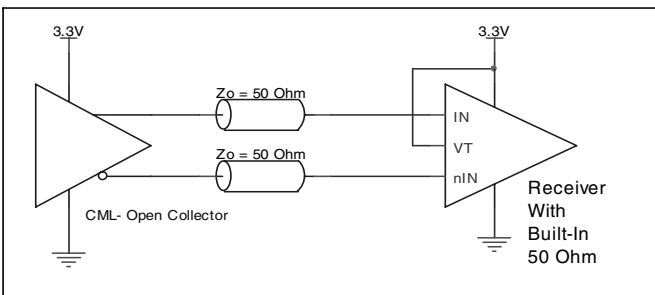 3.3V
3.3V
Zo = 50 Ohm
IN
VT
Zo = 50 Ohm
nIN
CML- Open Collector
Receiver
With
Built-In
50 Ohm